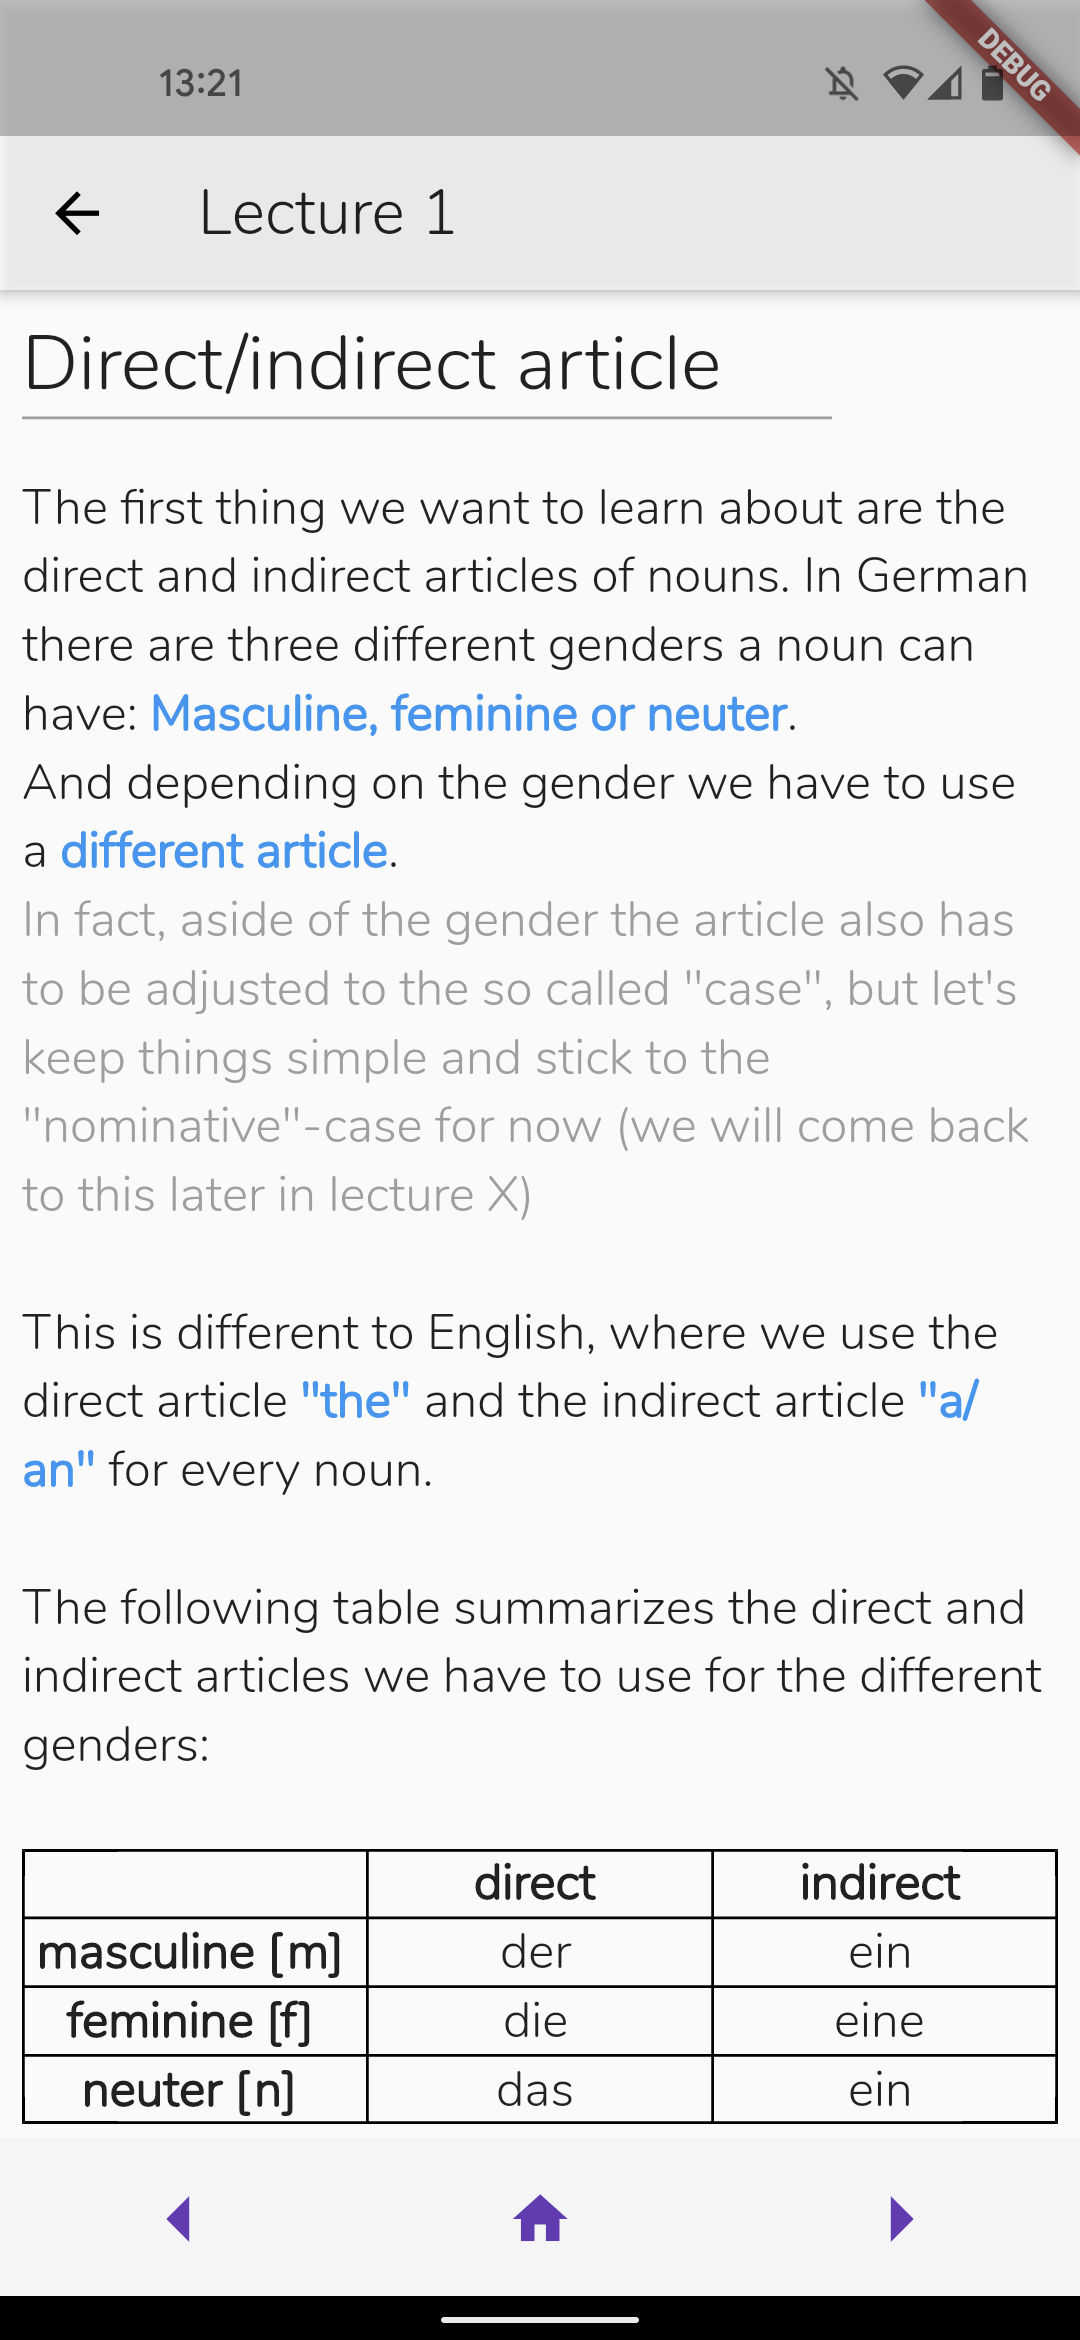 13:21
DEBUG
Lecture 1
Direct/indirect article
The first thing we want to learn about are the
direct and indirect articles of nouns. In German
there are three different genders a noun can
have: Masculine, feminine or neuter.
And depending on the gender we have to use
a different article.
In fact, aside of the gender the article also has
to be adjusted to the so called "case", but let's
keep things simple and stick to the
"nominative"-case for now (we will come back
to this later in lecture X)
This is different to English, where we use the
direct article "the" and the indirect article "a/
an" for every noun.
The following table summarizes the direct and
indirect articles we have to use for the different
genders:
direct indirect
masculine [m] der ein
feminine [f] die eine
neuter [n] das ein